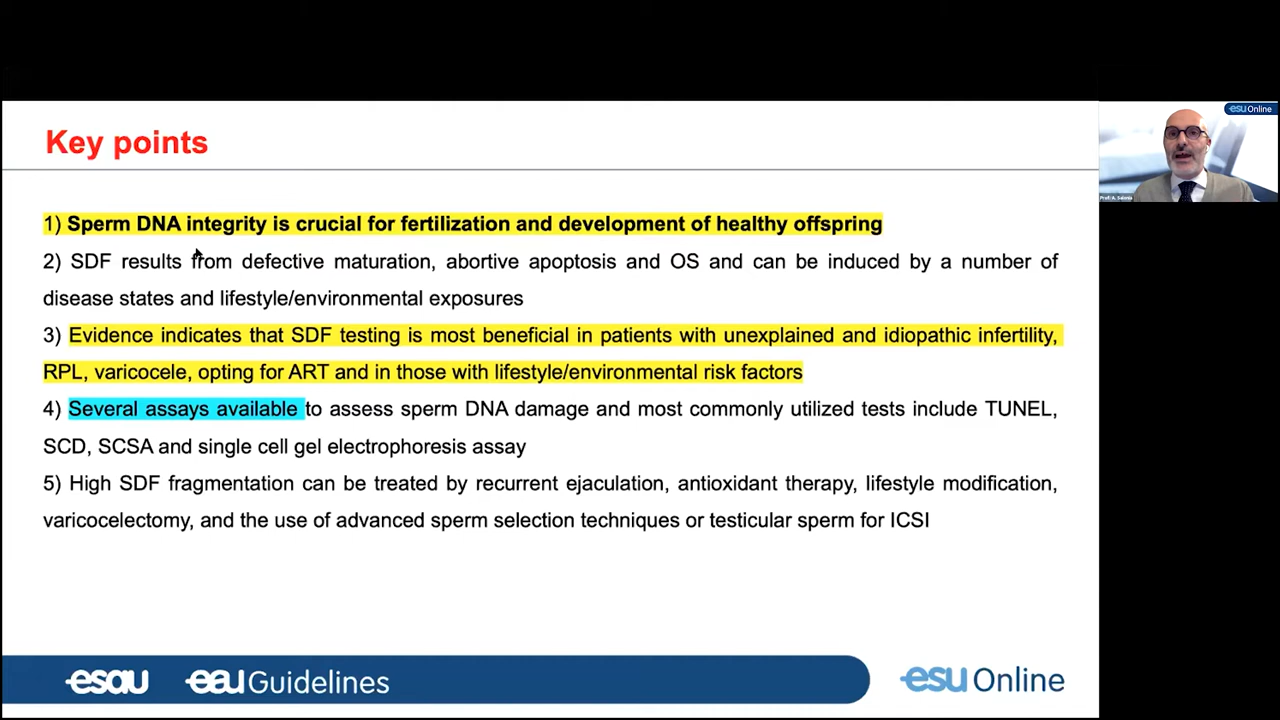 esu Online
Key points
Prof. A. Salonia
1) Sperm DNA integrity is crucial for fertilization and development of healthy offspring
2) SDF results from defective maturation, abortive apoptosis and OS and can be induced by a number of
disease states and lifestyle/environmental exposures
3) Evidence indicates that SDF testing is most beneficial in patients with unexplained and idiopathic infertility,
RPL, varicocele, opting for ART and in those with lifestyle/environmental risk factors
4) Several assays available to assess sperm DNA damage and most commonly utilized tests include TUNEL,
SCD, SCSA and single cell gel electrophoresis assay
5) High SDF fragmentation can be treated by recurrent ejaculation, antioxidant therapy, lifestyle modification,
varicocelectomy, and the use of advanced sperm selection techniques or testicular sperm for ICSI
esau eau Guidelines esu Online